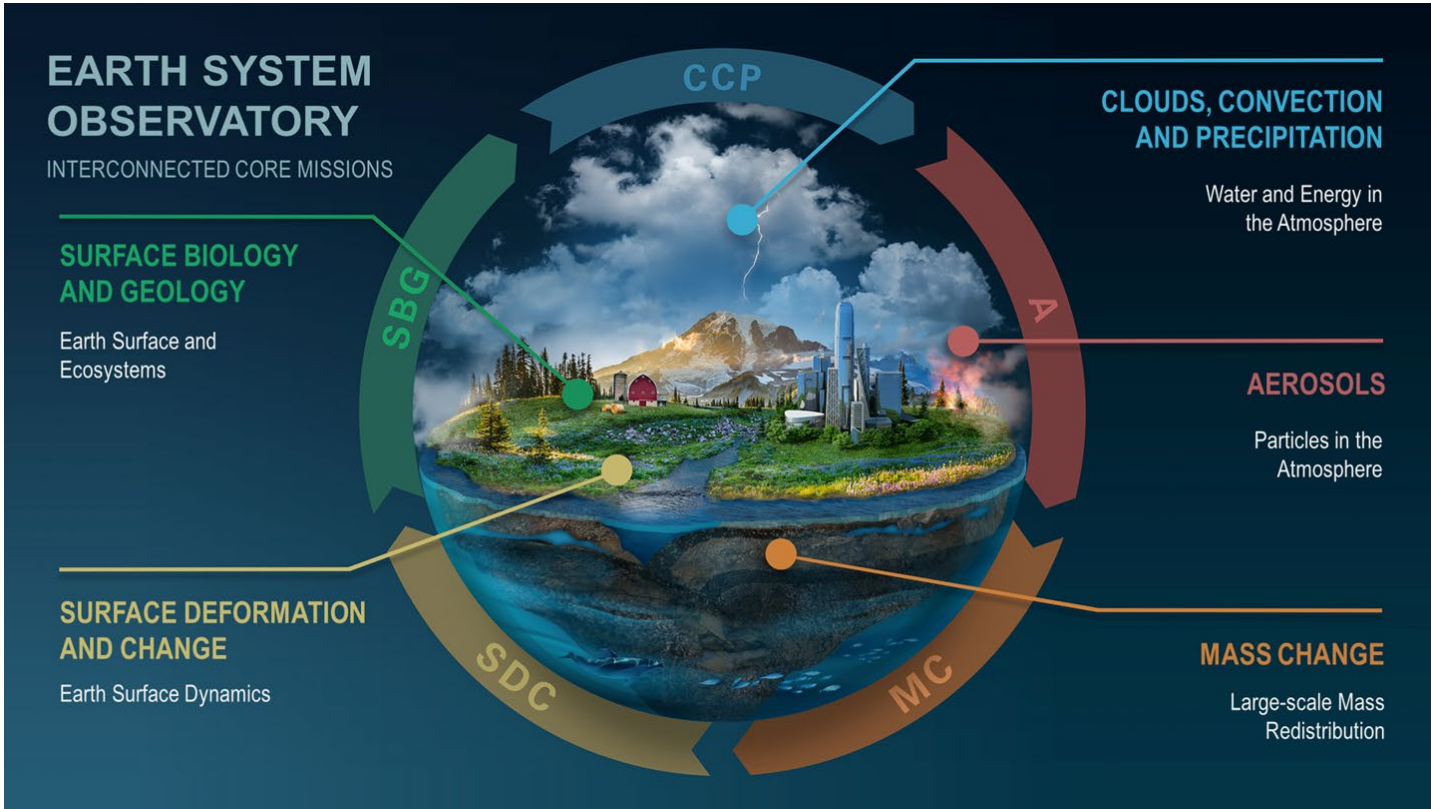 EARTH SYSTEM
OBSERVATORY
INTERCONNECTED CORE MISSIONS
SURFACE BIOLOGY
AND GEOLOGY
Earth Surface and
Ecosystems
SURFACE DEFORMATION
AND CHANGE
Earth Surface Dynamics
CCP
SBG
A
SDC
MC
CLOUDS, CONVECTION
AND PRECIPITATION
Water and Energy in
the Atmosphere
AEROSOLS
Particles in the
Atmosphere
MASS CHANGE
Large-scale Mass
Redistribution